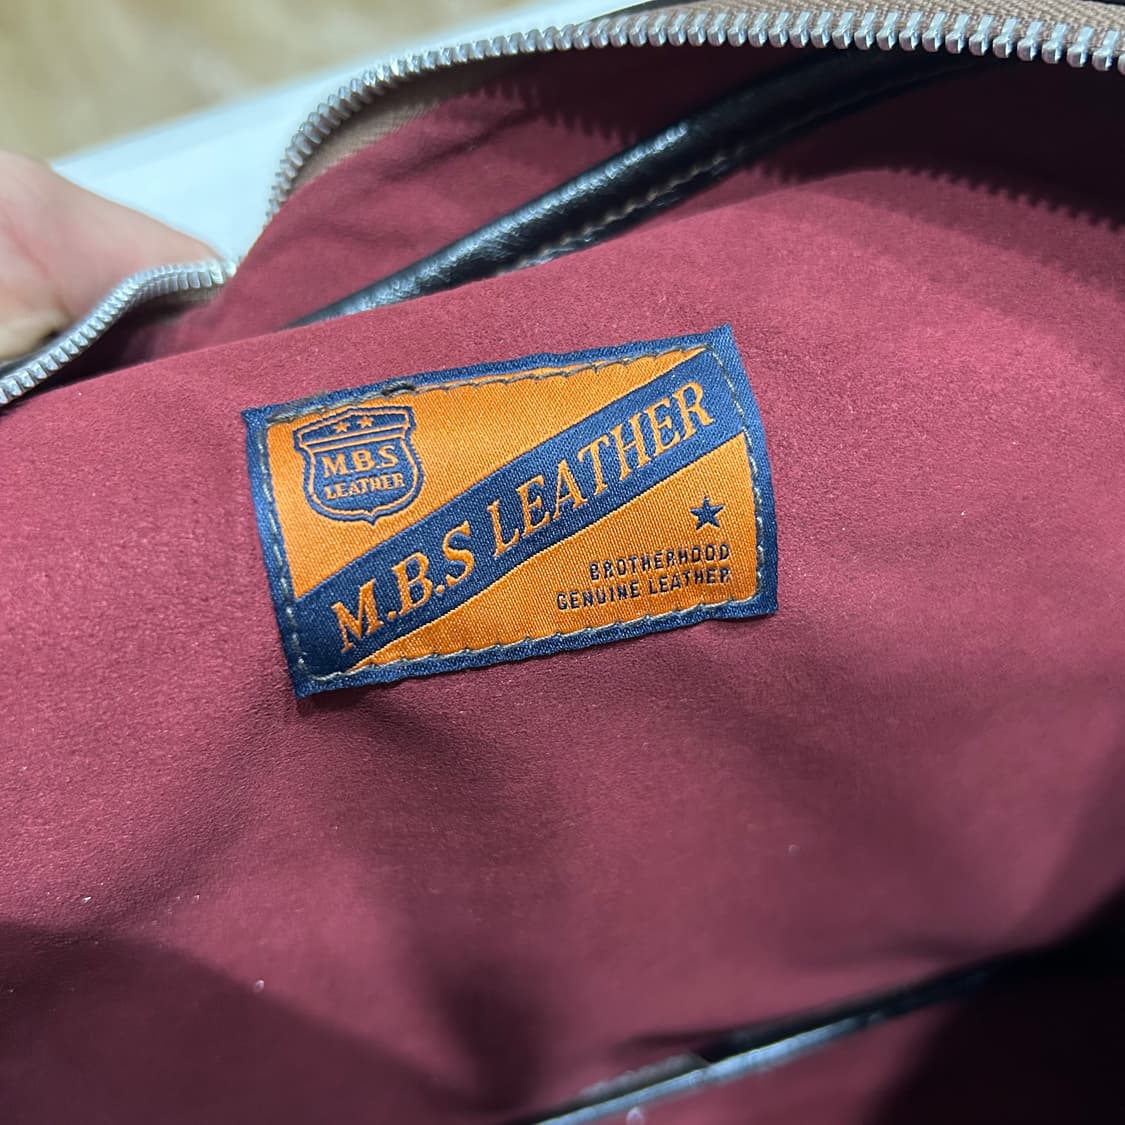 M.B.S
LEATHER
M.B.S LEATHER
BROTHERHOOD
GENUINE LEATHER